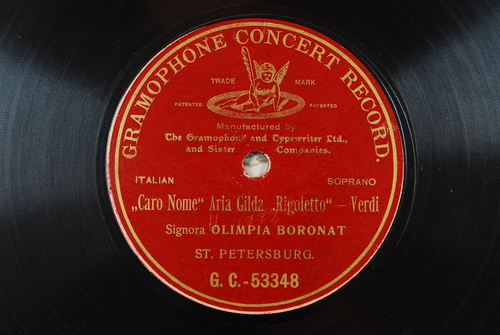 GRAMOPHONE CONCERT RECORD.
TRADE MARK
PATENTED PATENTED
Manufactured by
The Gramophone and Typewriter Ltd.,
and Sister Companies.
ITALIAN SOPRANO
„Caro Nome“ Aria Gilda „Rigoletto“ – Verdi
Signora OLIMPIA BORONAT
ST. PETERSBURG.
G. C.-53348